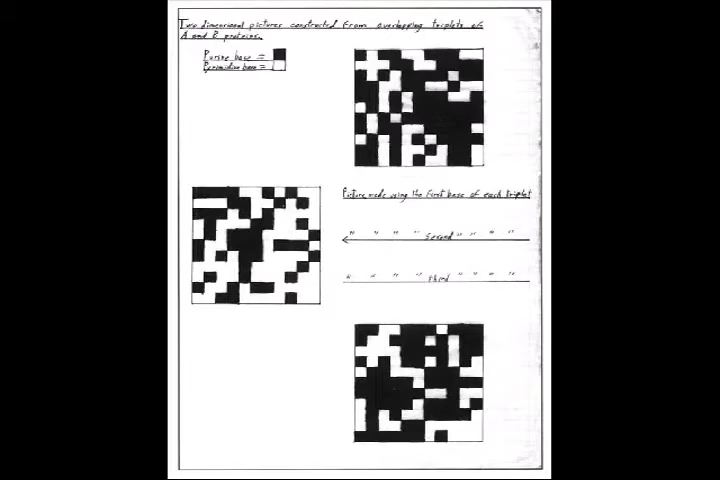 Two dimensional pictures constructed from overlapping triplets of
A and B proteins.
Purine base =
Pyrimidine base =
Picture made using the first base of each triplet
" " " " Second " " " "
" " " " third " " " "